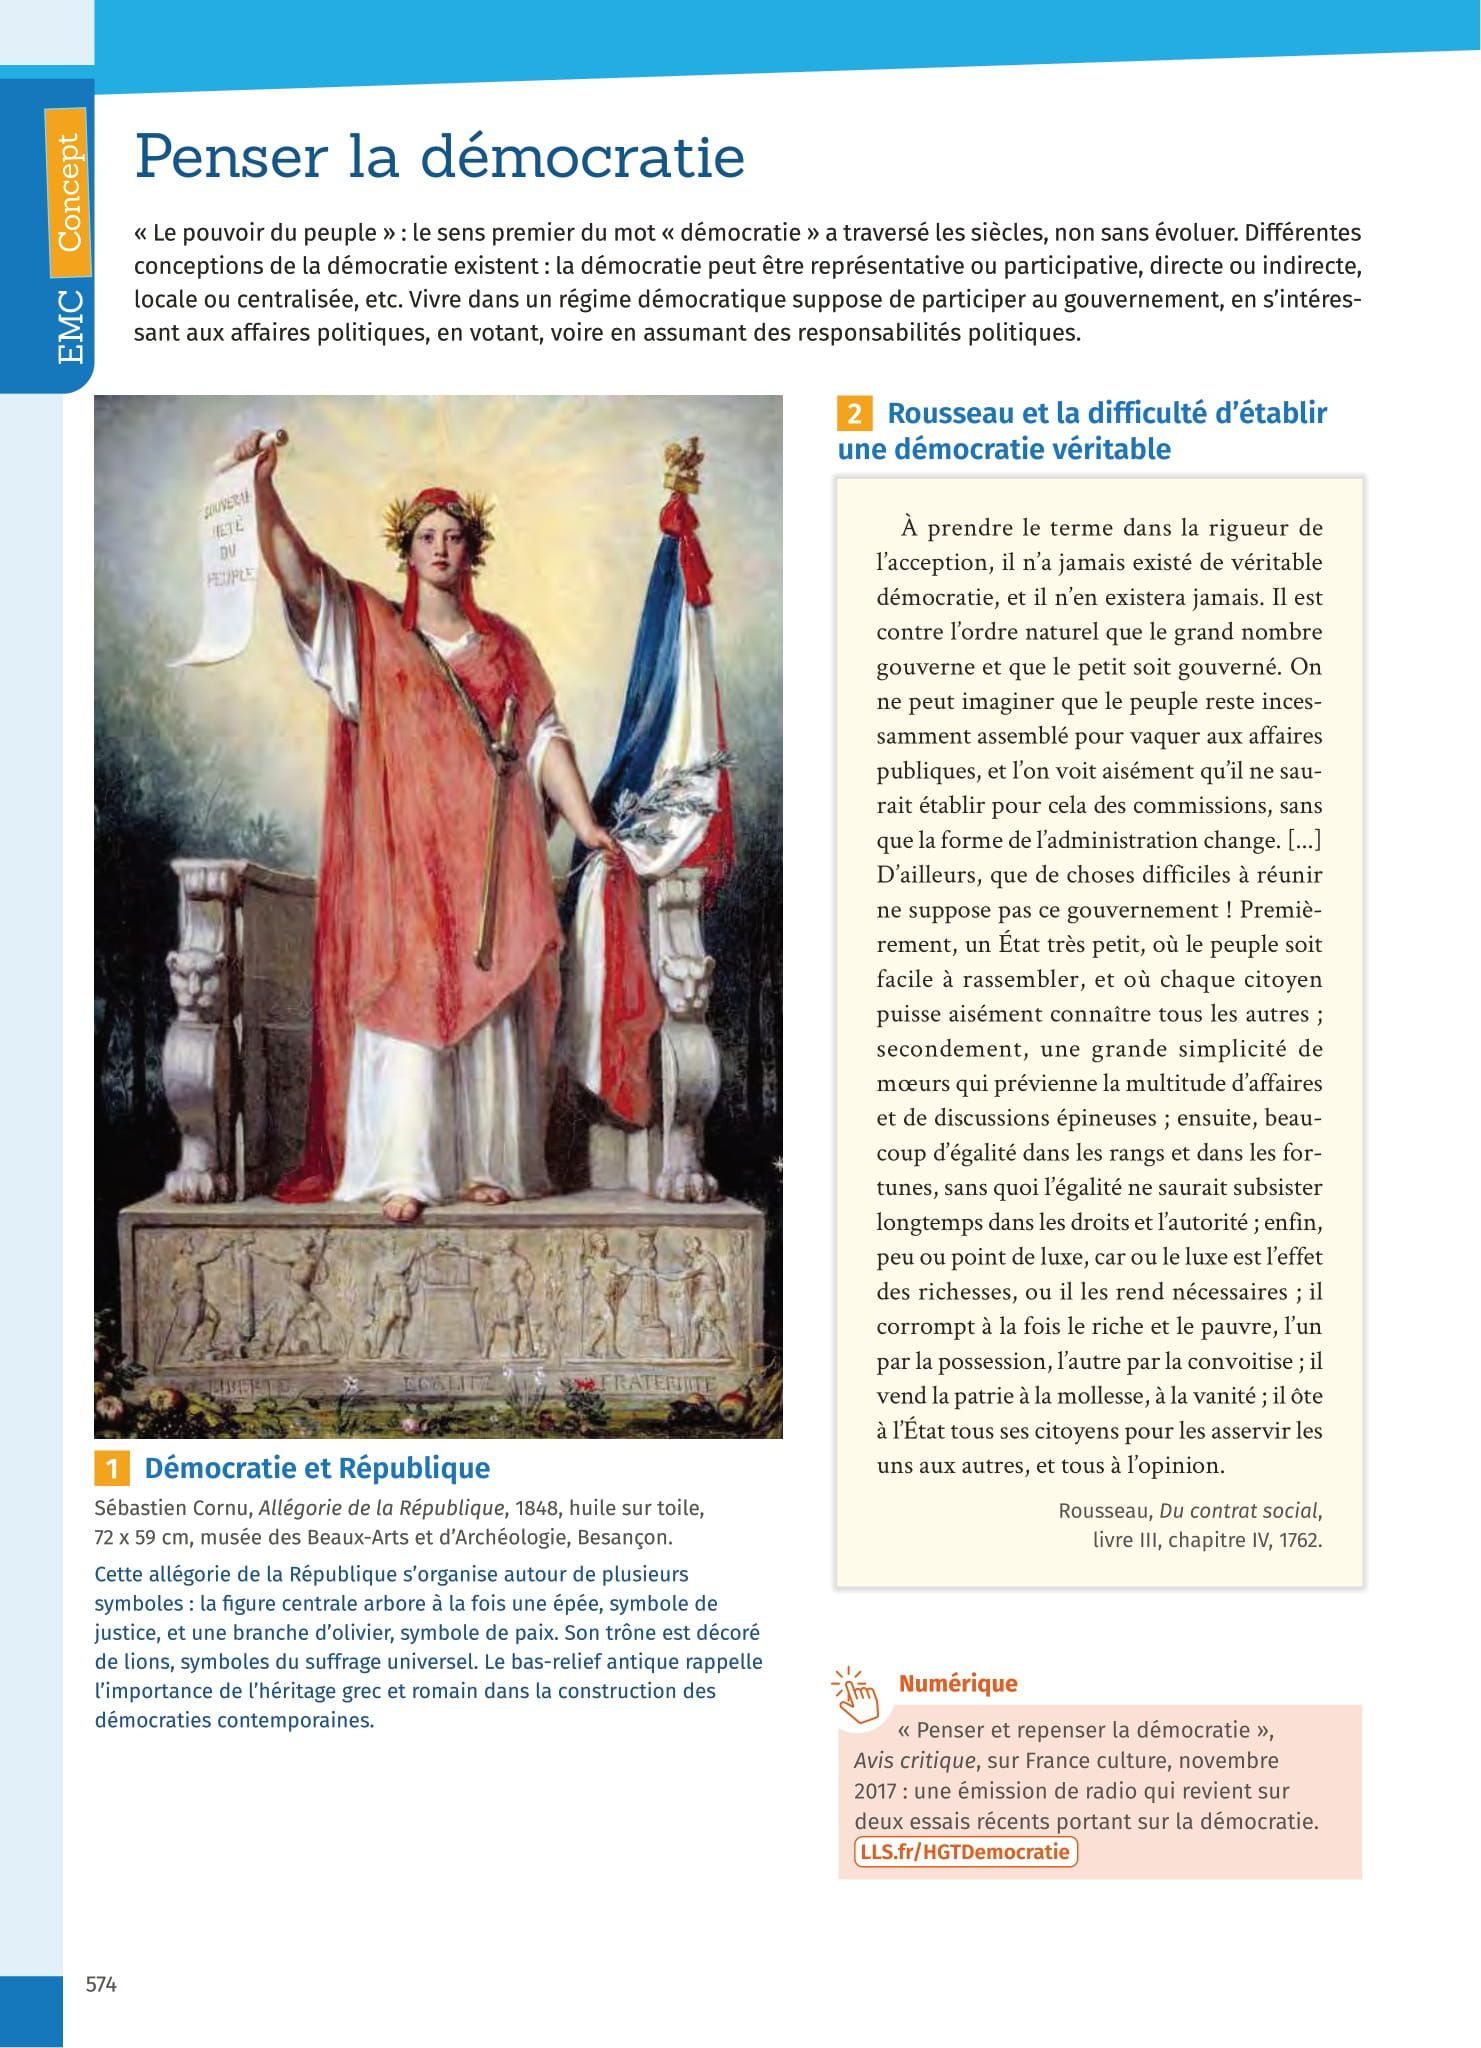 EMC Concept
Penser la démocratie
« Le pouvoir du peuple » : le sens premier du mot « démocratie » a traversé les siècles, non sans évoluer. Différentes
conceptions de la démocratie existent : la démocratie peut être représentative ou participative, directe ou indirecte,
locale ou centralisée, etc. Vivre dans un régime démocratique suppose de participer au gouvernement, en s’intéres-
sant aux affaires politiques, en votant, voire en assumant des responsabilités politiques.
SOUVERAI
NETÉ
DU
PEUPLE
LIBERTE EGALITE FRATERNITE
1 Démocratie et République
Sébastien Cornu, Allégorie de la République, 1848, huile sur toile,
72 x 59 cm, musée des Beaux-Arts et d’Archéologie, Besançon.
Cette allégorie de la République s’organise autour de plusieurs
symboles : la figure centrale arbore à la fois une épée, symbole de
justice, et une branche d’olivier, symbole de paix. Son trône est décoré
de lions, symboles du suffrage universel. Le bas-relief antique rappelle
l’importance de l’héritage grec et romain dans la construction des
démocraties contemporaines.
2 Rousseau et la difficulté d’établir
une démocratie véritable
À prendre le terme dans la rigueur de
l’acception, il n’a jamais existé de véritable
démocratie, et il n’en existera jamais. Il est
contre l’ordre naturel que le grand nombre
gouverne et que le petit soit gouverné. On
ne peut imaginer que le peuple reste inces-
samment assemblé pour vaquer aux affaires
publiques, et l’on voit aisément qu’il ne sau-
rait établir pour cela des commissions, sans
que la forme de l’administration change. [...]
D’ailleurs, que de choses difficiles à réunir
ne suppose pas ce gouvernement ! Premiè-
rement, un État très petit, où le peuple soit
facile à rassembler, et où chaque citoyen
puisse aisément connaître tous les autres ;
secondement, une grande simplicité de
mœurs qui prévienne la multitude d’affaires
et de discussions épineuses ; ensuite, beau-
coup d’égalité dans les rangs et dans les for-
tunes, sans quoi l’égalité ne saurait subsister
longtemps dans les droits et l’autorité ; enfin,
peu ou point de luxe, car ou le luxe est l’effet
des richesses, ou il les rend nécessaires ; il
corrompt à la fois le riche et le pauvre, l’un
par la possession, l’autre par la convoitise ; il
vend la patrie à la mollesse, à la vanité ; il ôte
à l’État tous ses citoyens pour les asservir les
uns aux autres, et tous à l’opinion.
Rousseau, Du contrat social,
livre III, chapitre IV, 1762.
Numérique
« Penser et repenser la démocratie »,
Avis critique, sur France culture, novembre
2017 : une émission de radio qui revient sur
deux essais récents portant sur la démocratie.
LLS.fr/HGTDemocratie
574